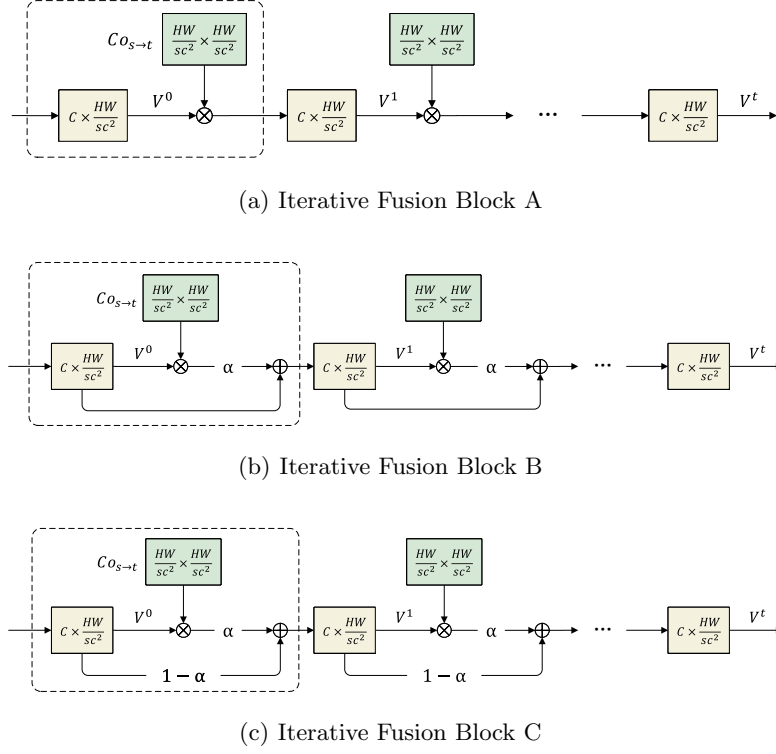 Co_{s→t} HW/sc² × HW/sc² HW/sc² × HW/sc²
C × HW/sc² V⁰ ⊗ C × HW/sc² V¹ ⊗ ... C × HW/sc² Vᵗ
(a) Iterative Fusion Block A
Co_{s→t} HW/sc² × HW/sc² HW/sc² × HW/sc²
C × HW/sc² V⁰ ⊗ α ⊕ C × HW/sc² V¹ ⊗ α ⊕ ... C × HW/sc² Vᵗ
(b) Iterative Fusion Block B
Co_{s→t} HW/sc² × HW/sc² HW/sc² × HW/sc²
C × HW/sc² V⁰ ⊗ α ⊕ C × HW/sc² V¹ ⊗ α ⊕ ... C × HW/sc² Vᵗ
1 − α 1 − α
(c) Iterative Fusion Block C